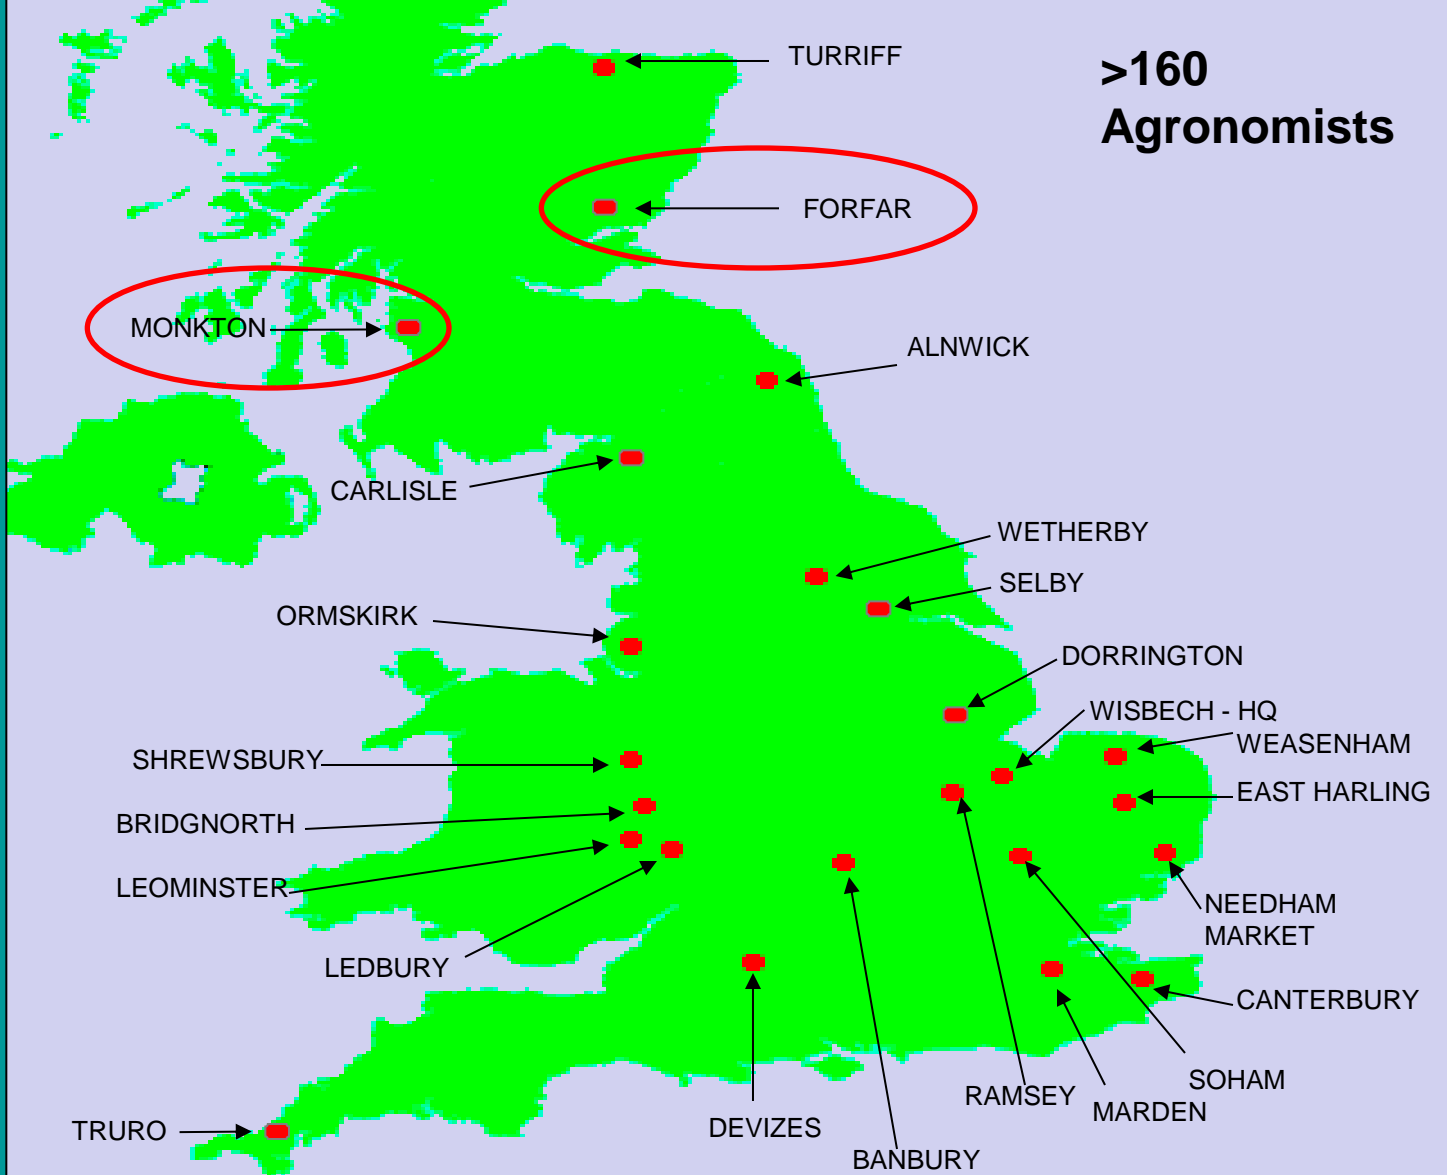 TURRIFF
>160
Agronomists
FORFAR
MONKTON
ALNWICK
CARLISLE
WETHERBY
SELBY
ORMSKIRK
DORRINGTON
WISBECH - HQ
WEASENHAM
SHREWSBURY
EAST HARLING
BRIDGNORTH
LEOMINSTER
NEEDHAM
MARKET
LEDBURY
CANTERBURY
SOHAM
RAMSEY
MARDEN
DEVIZES
TRURO
BANBURY